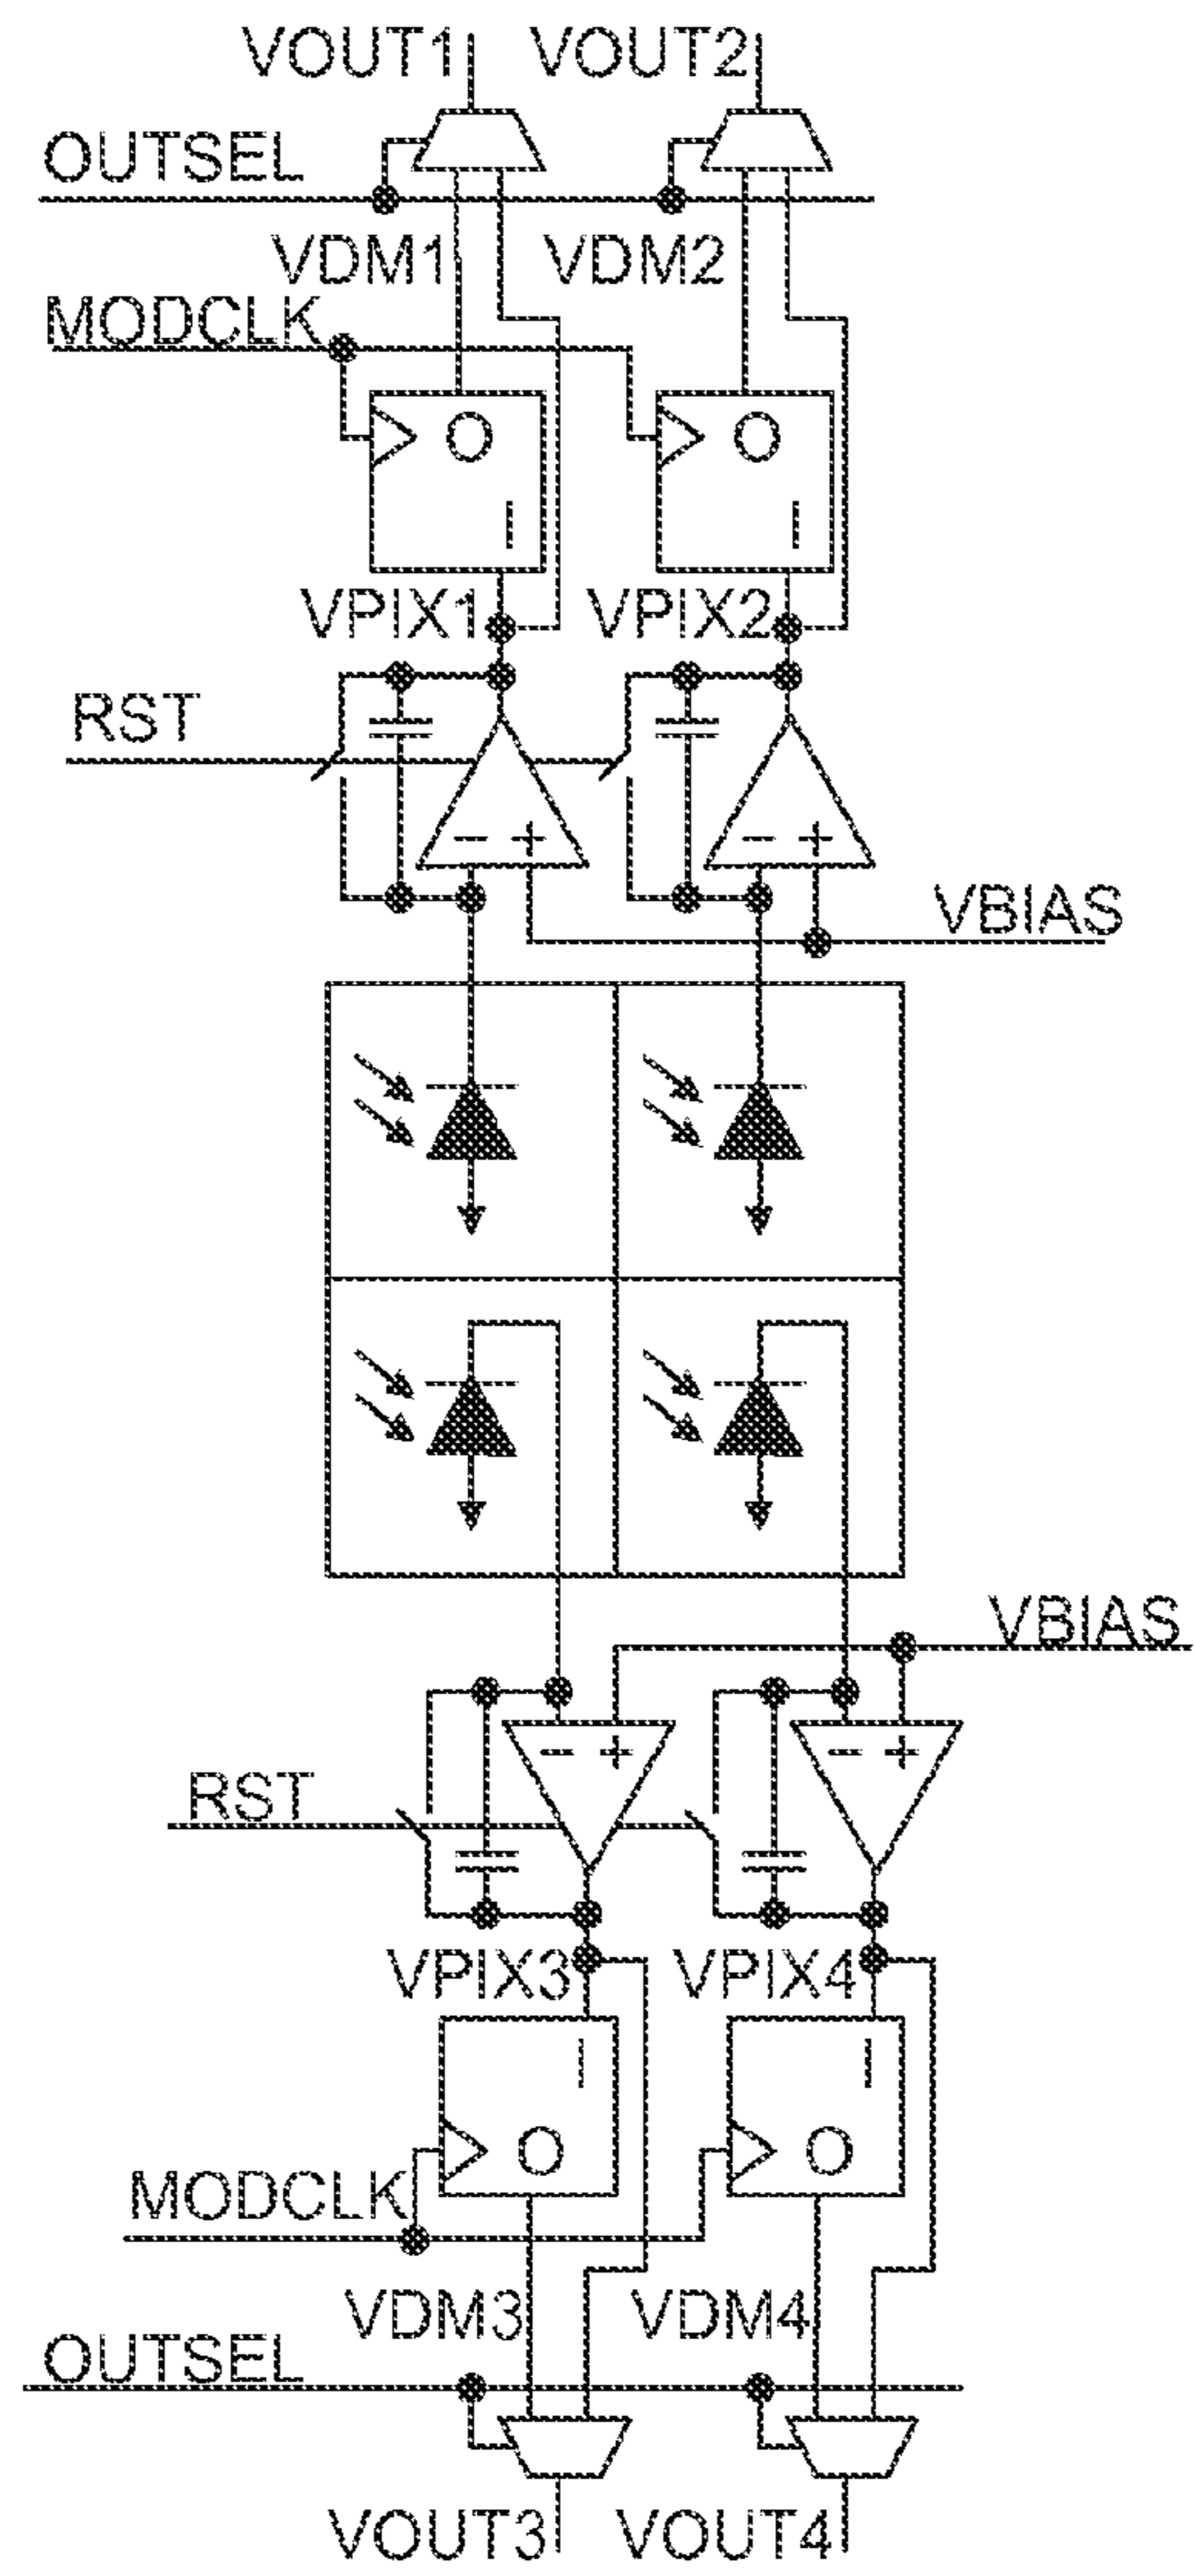 VOUT1 VOUT2
OUTSEL
VDM1 VDM2
MODCLK
O O
I I
VPIX1 VPIX2
RST
− + − +
VBIAS
VBIAS
− + − +
RST
VPIX3 VPIX4
I I
O O
MODCLK
VDM3 VDM4
OUTSEL
VOUT3 VOUT4